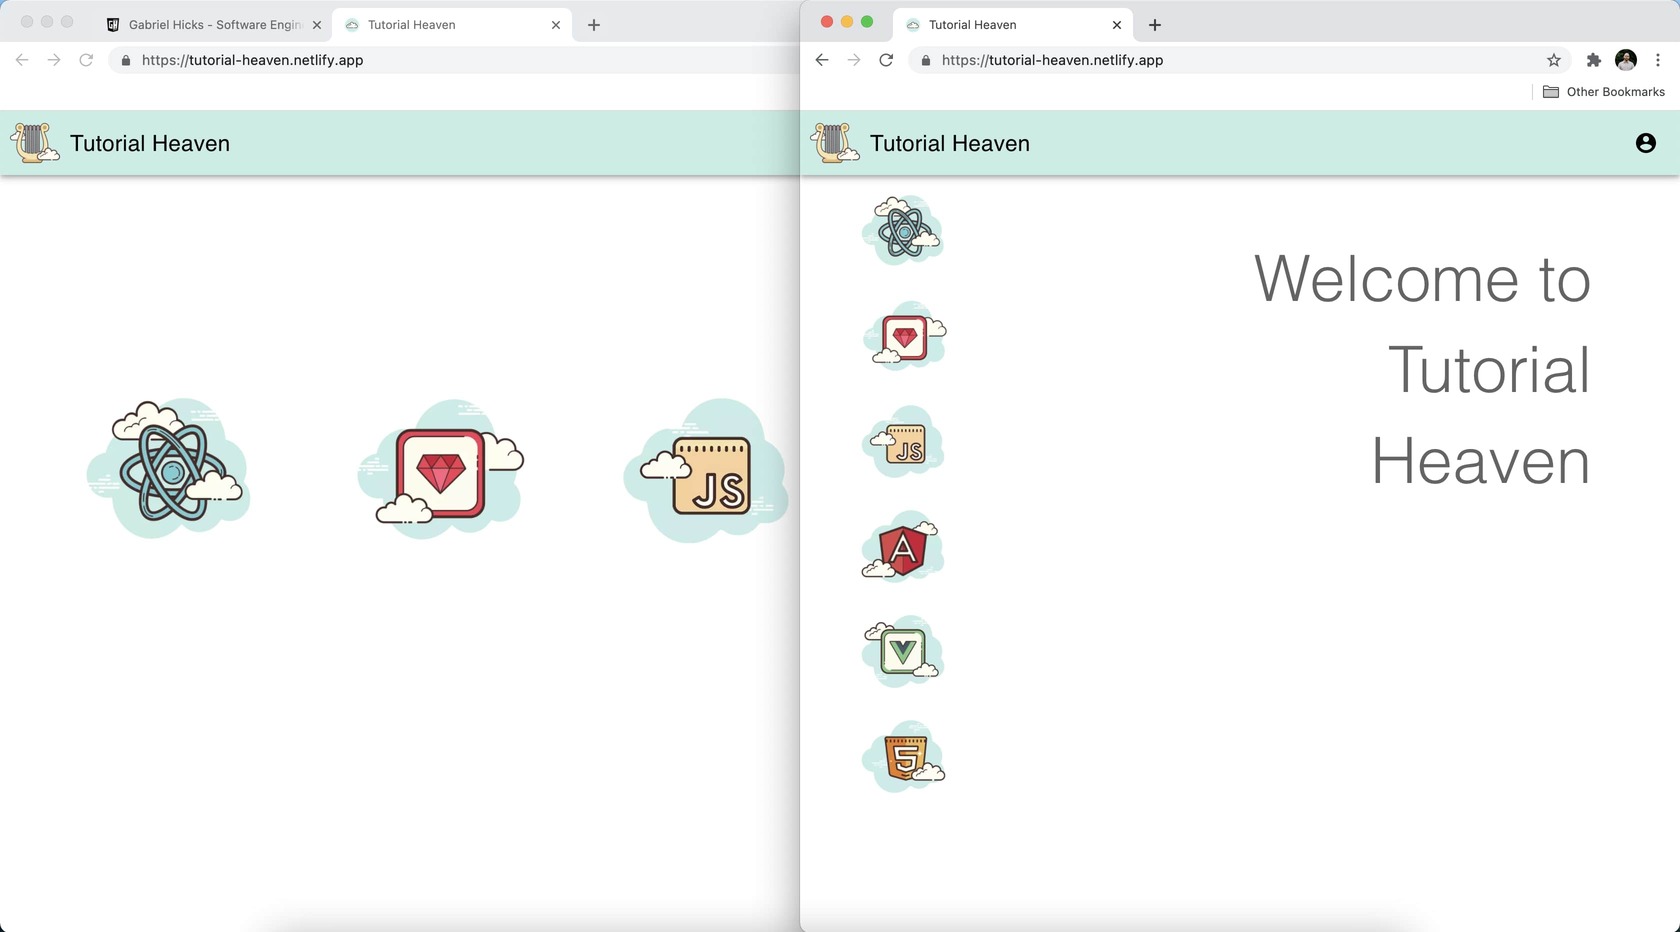 Gabriel Hicks - Software Engin
Tutorial Heaven
https://tutorial-heaven.netlify.app
Tutorial Heaven
JS
Tutorial Heaven
https://tutorial-heaven.netlify.app
Other Bookmarks
Tutorial Heaven
Welcome to
Tutorial
Heaven
JS
A
V
5